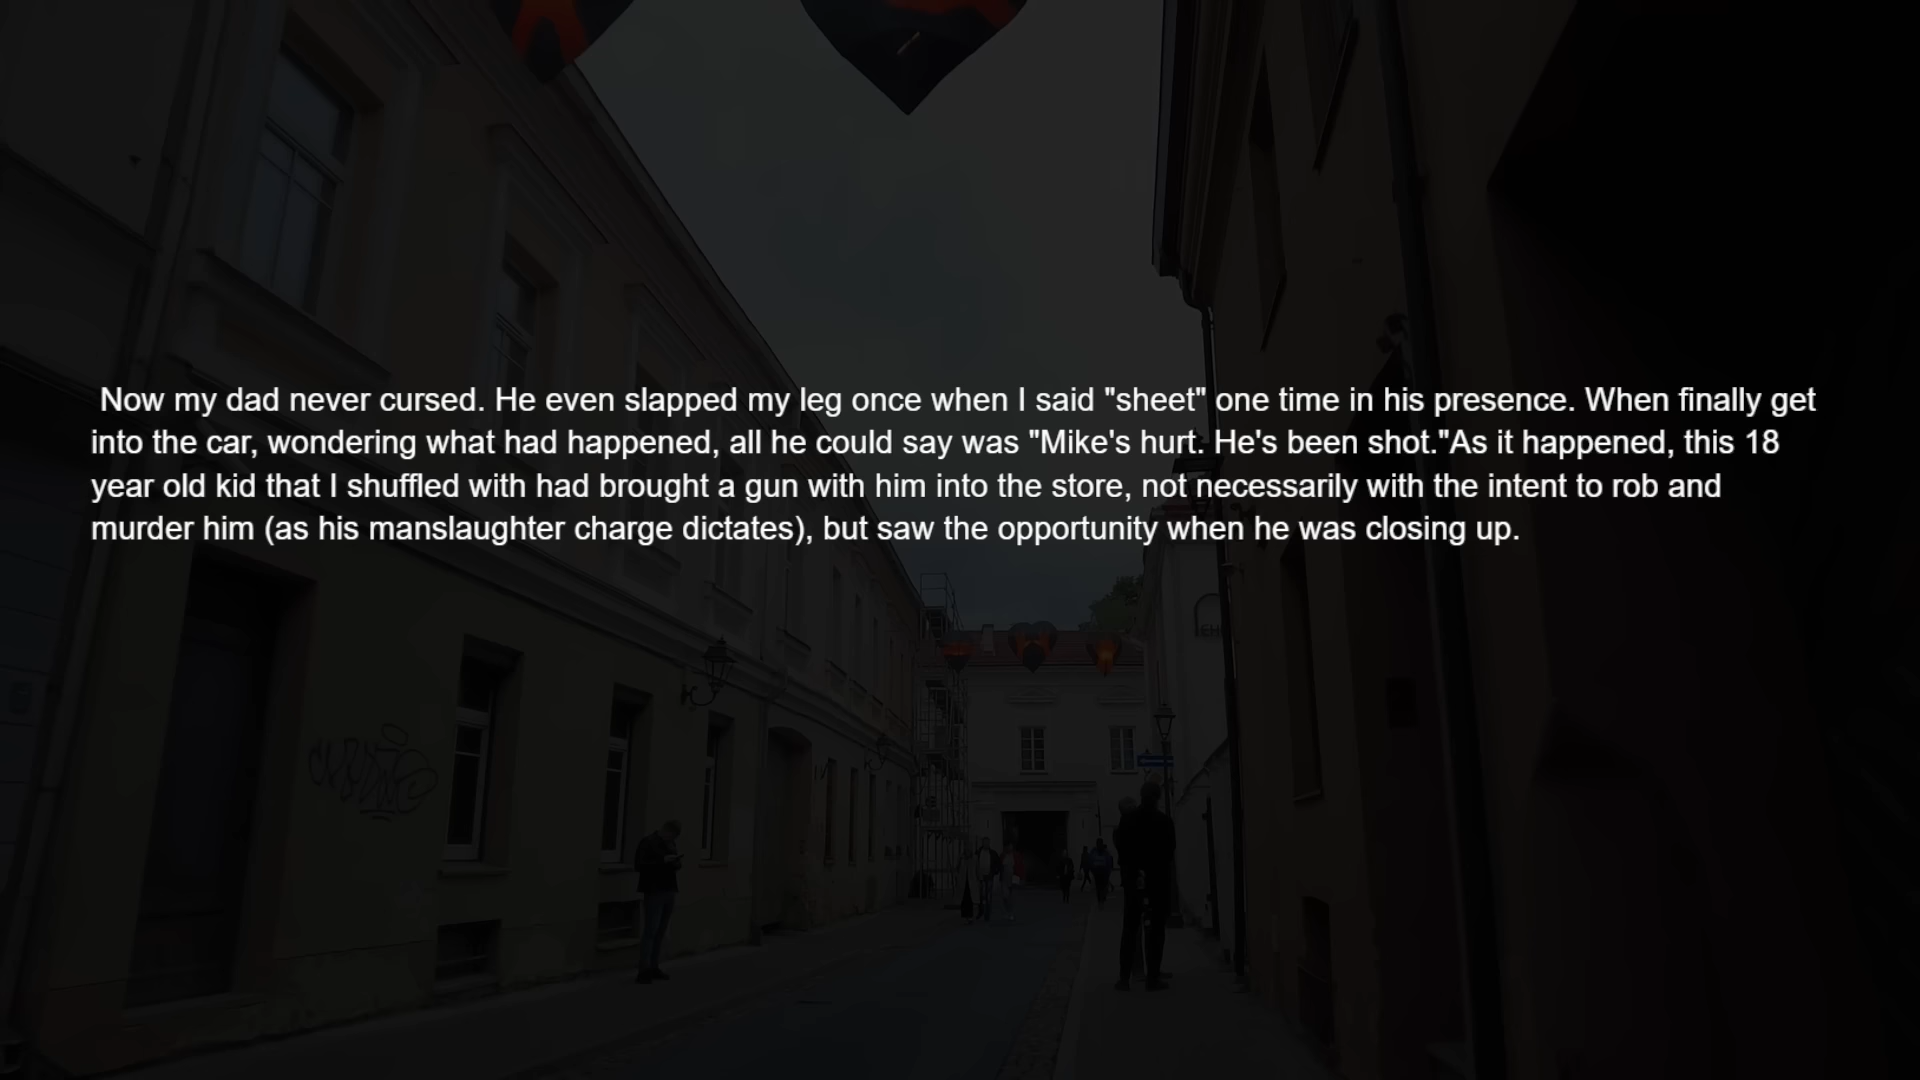 Now my dad never cursed. He even slapped my leg once when I said "sheet" one time in his presence. When finally get
into the car, wondering what had happened, all he could say was "Mike's hurt. He's been shot."As it happened, this 18
year old kid that I shuffled with had brought a gun with him into the store, not necessarily with the intent to rob and
murder him (as his manslaughter charge dictates), but saw the opportunity when he was closing up.